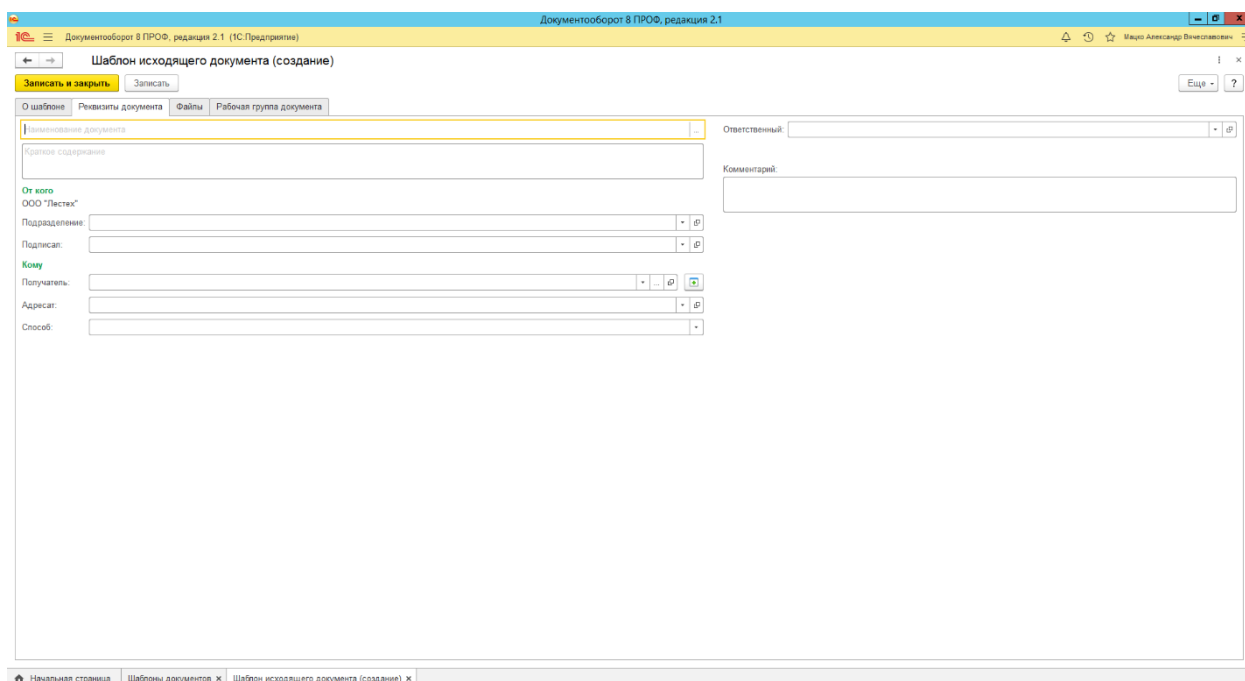 Документооборот 8 ПРОФ, редакция 2.1
Документооборот 8 ПРОФ, редакция 2.1 (1С:Предприятие)
Мацко Александр Вячеславович
Шаблон исходящего документа (создание)
Записать и закрыть Записать Еще ?
О шаблоне Реквизиты документа Файлы Рабочая группа документа
Наименование документа
Ответственный:
Краткое содержание
Комментарий:
От кого
ООО "Лестех"
Подразделение:
Подписал:
Кому
Получатель:
Адресат:
Способ:
Начальная страница Шаблоны документов × Шаблон исходящего документа (создание) ×